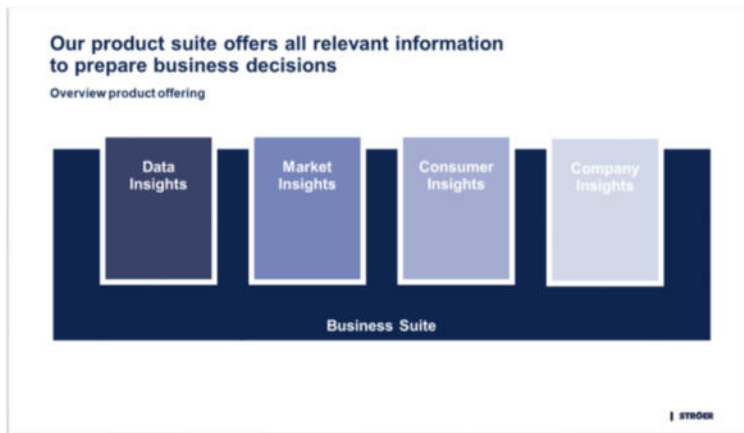 Our product suite offers all relevant information
to prepare business decisions
Overview product offering
Data
Insights
Market
Insights
Consumer
Insights
Company
Insights
Business Suite
STRÖER